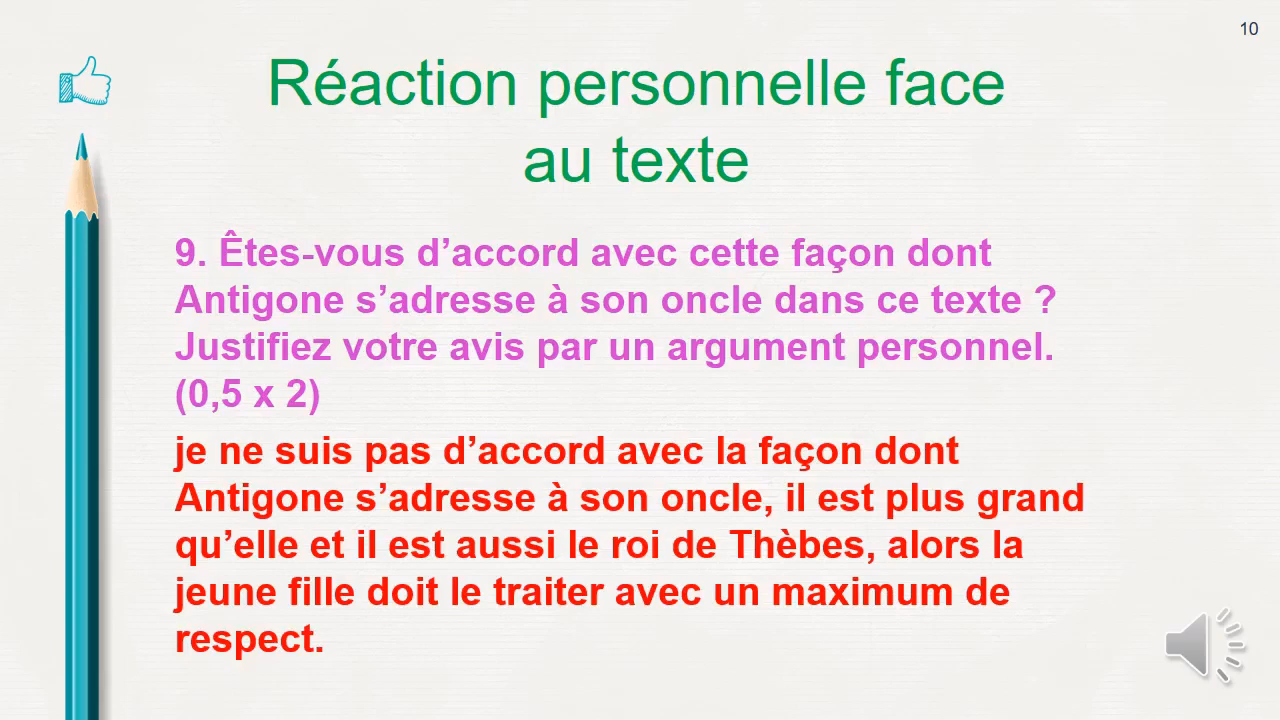 10
Réaction personnelle face
au texte
9. Êtes-vous d’accord avec cette façon dont
Antigone s’adresse à son oncle dans ce texte ?
Justifiez votre avis par un argument personnel.
(0,5 x 2)
je ne suis pas d’accord avec la façon dont
Antigone s’adresse à son oncle, il est plus grand
qu’elle et il est aussi le roi de Thèbes, alors la
jeune fille doit le traiter avec un maximum de
respect.